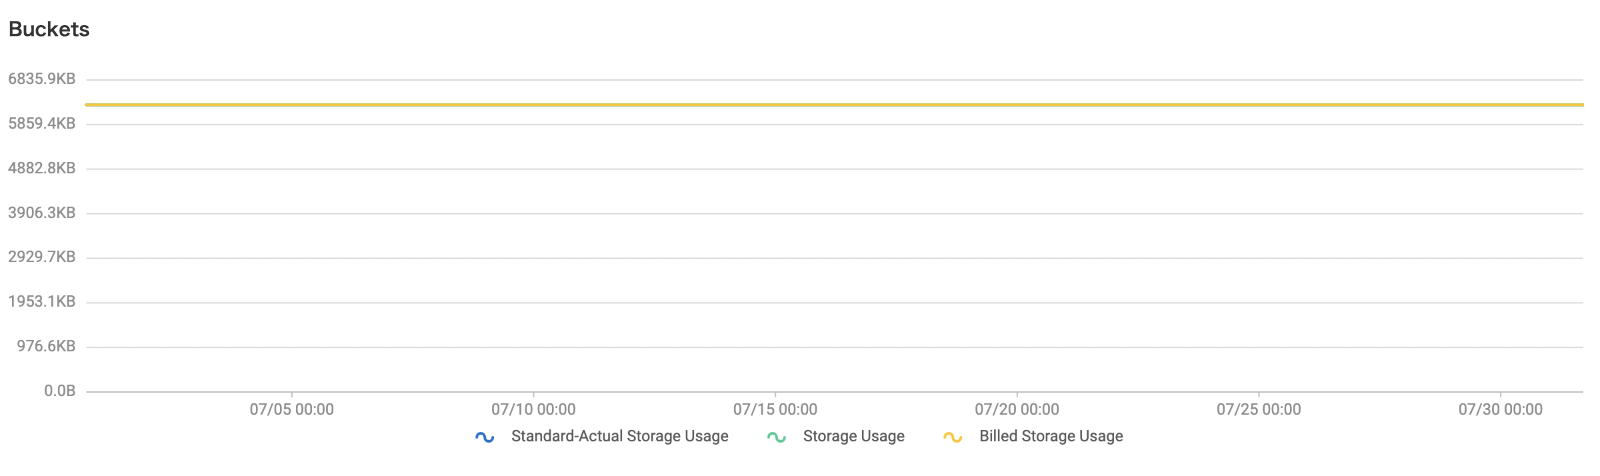 Buckets
6835.9KB
5859.4KB
4882.8KB
3906.3KB
2929.7KB
1953.1KB
976.6KB
0.0B
07/05 00:00 07/10 00:00 07/15 00:00 07/20 00:00 07/25 00:00 07/30 00:00
Standard-Actual Storage Usage Storage Usage Billed Storage Usage